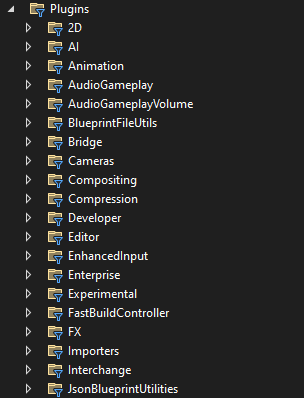 Plugins
2D
AI
Animation
AudioGameplay
AudioGameplayVolume
BlueprintFileUtils
Bridge
Cameras
Compositing
Compression
Developer
Editor
EnhancedInput
Enterprise
Experimental
FastBuildController
FX
Importers
Interchange
JsonBlueprintUtilities